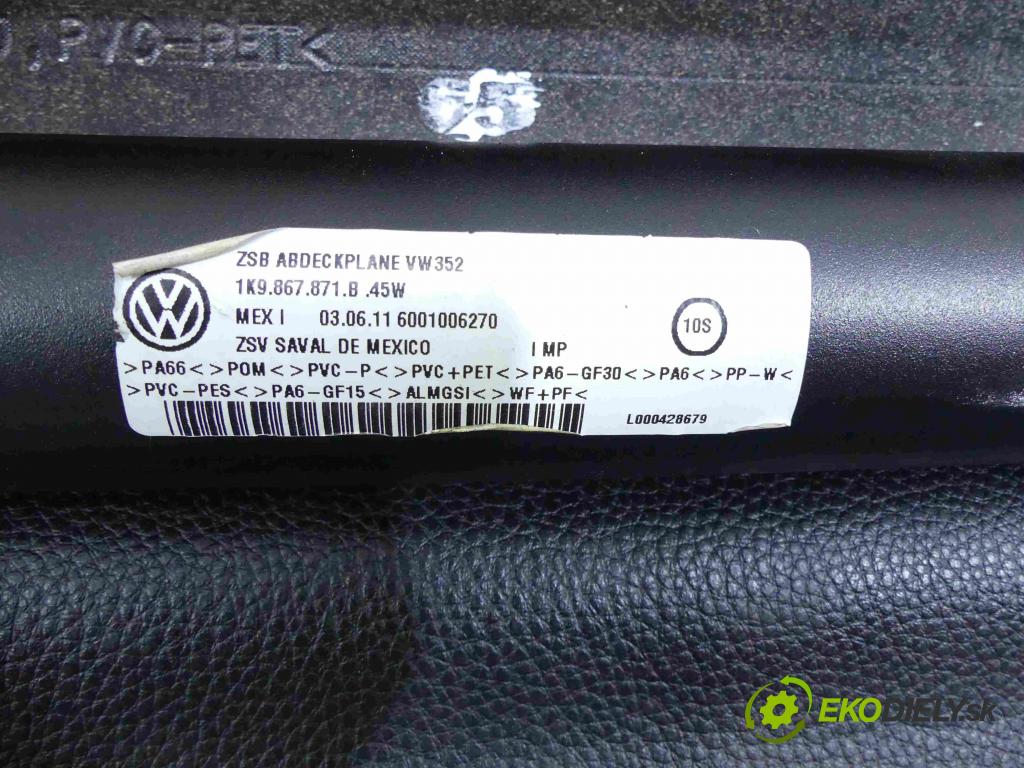 ,PVC-PET<
ZSB ABDECKPLANE VW352
1K9.867.871.B .45W
MEX I 03.06.11 6001006270
ZSV SAVAL DE MEXICO I MP
10S
>PA66<>POM<>PVC-P<>PVC+PET<>PA6-GF30<>PA6<>PP-W<
>PVC-PES<>PA6-GF15<>ALMGSI<>WF+PF<
L000428679
EKODIELY.sk